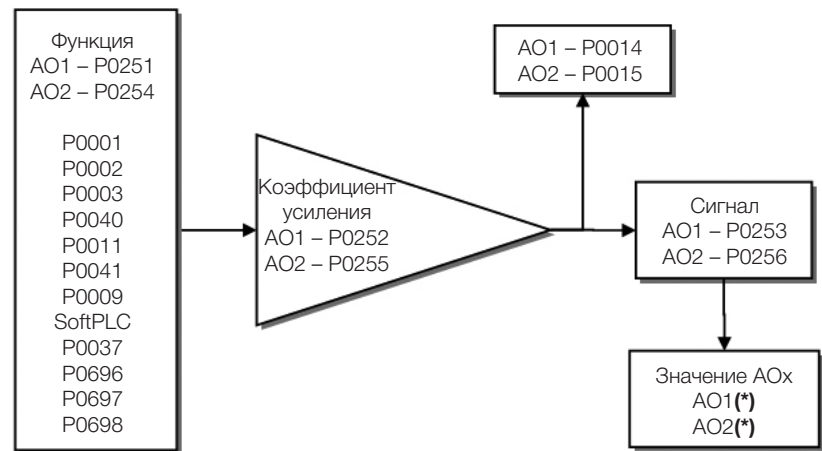 Функция
AO1 – P0251
AO2 – P0254
P0001
P0002
P0003
P0040
P0011
P0041
P0009
SoftPLC
P0037
P0696
P0697
P0698
Коэффициент
усиления
AO1 – P0252
AO2 – P0255
AO1 – P0014
AO2 – P0015
Сигнал
AO1 – P0253
AO2 – P0256
Значение AOx
AO1(*)
AO2(*)